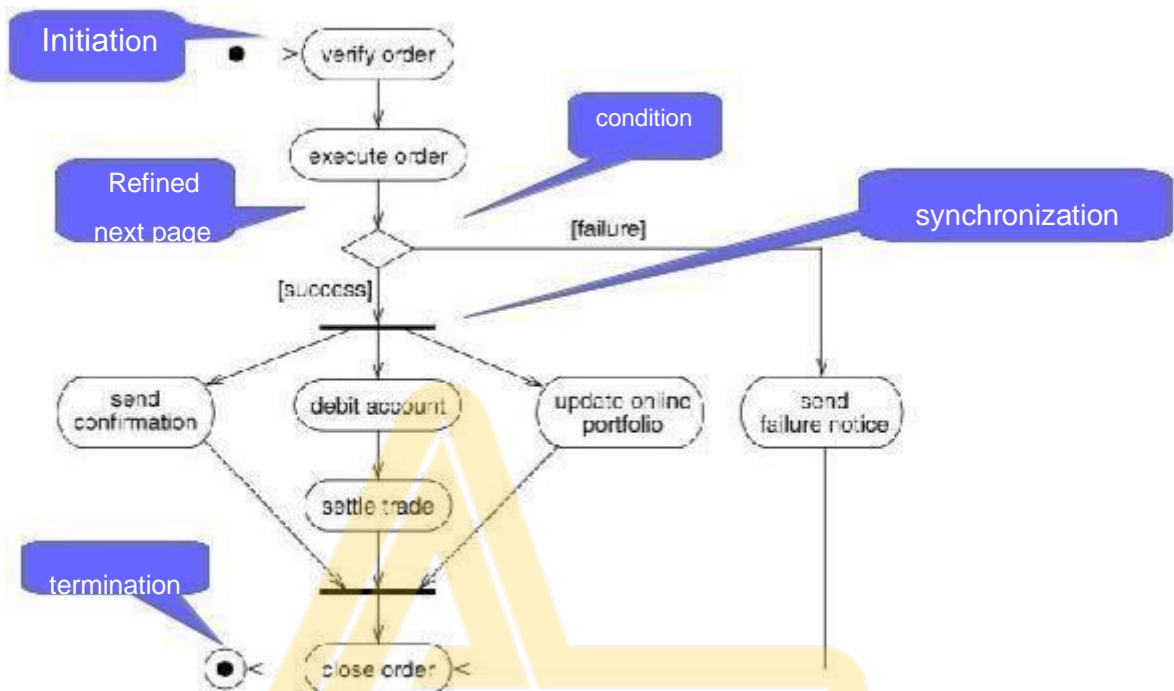 Initiation
verify order
condition
execute order
Refined
next page
synchronization
[failure]
[success]
send
confirmation
debit account
update online
portfolio
send
failure notice
settle trade
termination
close order